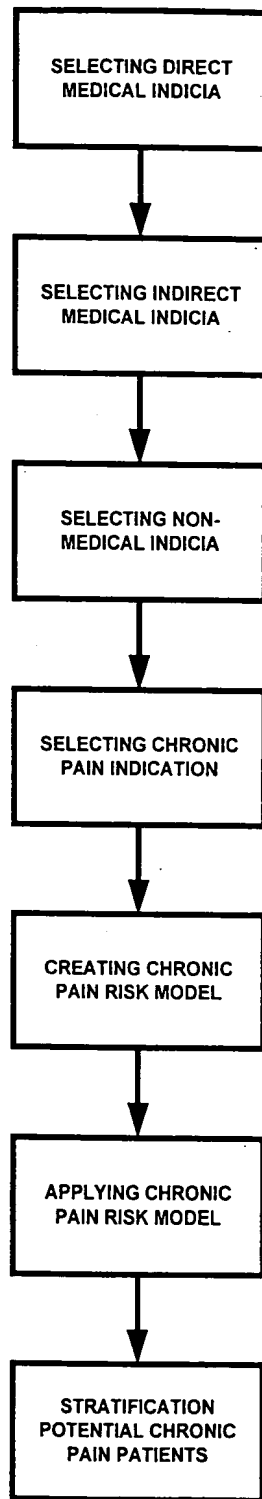 SELECTING DIRECT
MEDICAL INDICIA
SELECTING INDIRECT
MEDICAL INDICIA
SELECTING NON-
MEDICAL INDICIA
SELECTING CHRONIC
PAIN INDICATION
CREATING CHRONIC
PAIN RISK MODEL
APPLYING CHRONIC
PAIN RISK MODEL
STRATIFICATION
POTENTIAL CHRONIC
PAIN PATIENTS